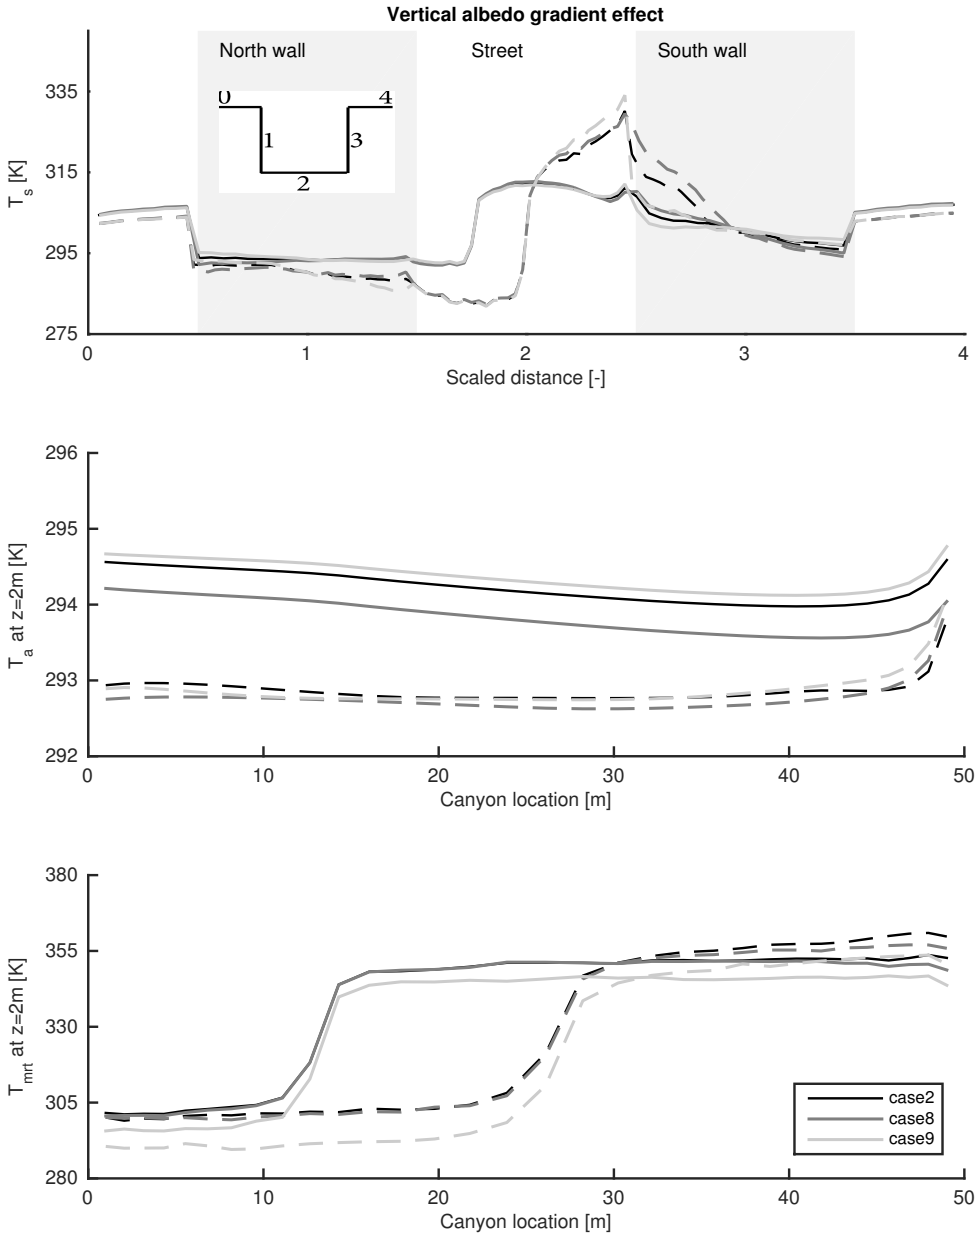 Vertical albedo gradient effect
North wall Street South wall
0 4
1 3
2
335
315
295
275
T_s [K]
0 1 2 3 4
Scaled distance [-]
296
295
294
293
292
T_a at z=2m [K]
0 10 20 30 40 50
Canyon location [m]
380
355
330
305
280
T_mrt at z=2m [K]
case2
case8
case9
0 10 20 30 40 50
Canyon location [m]